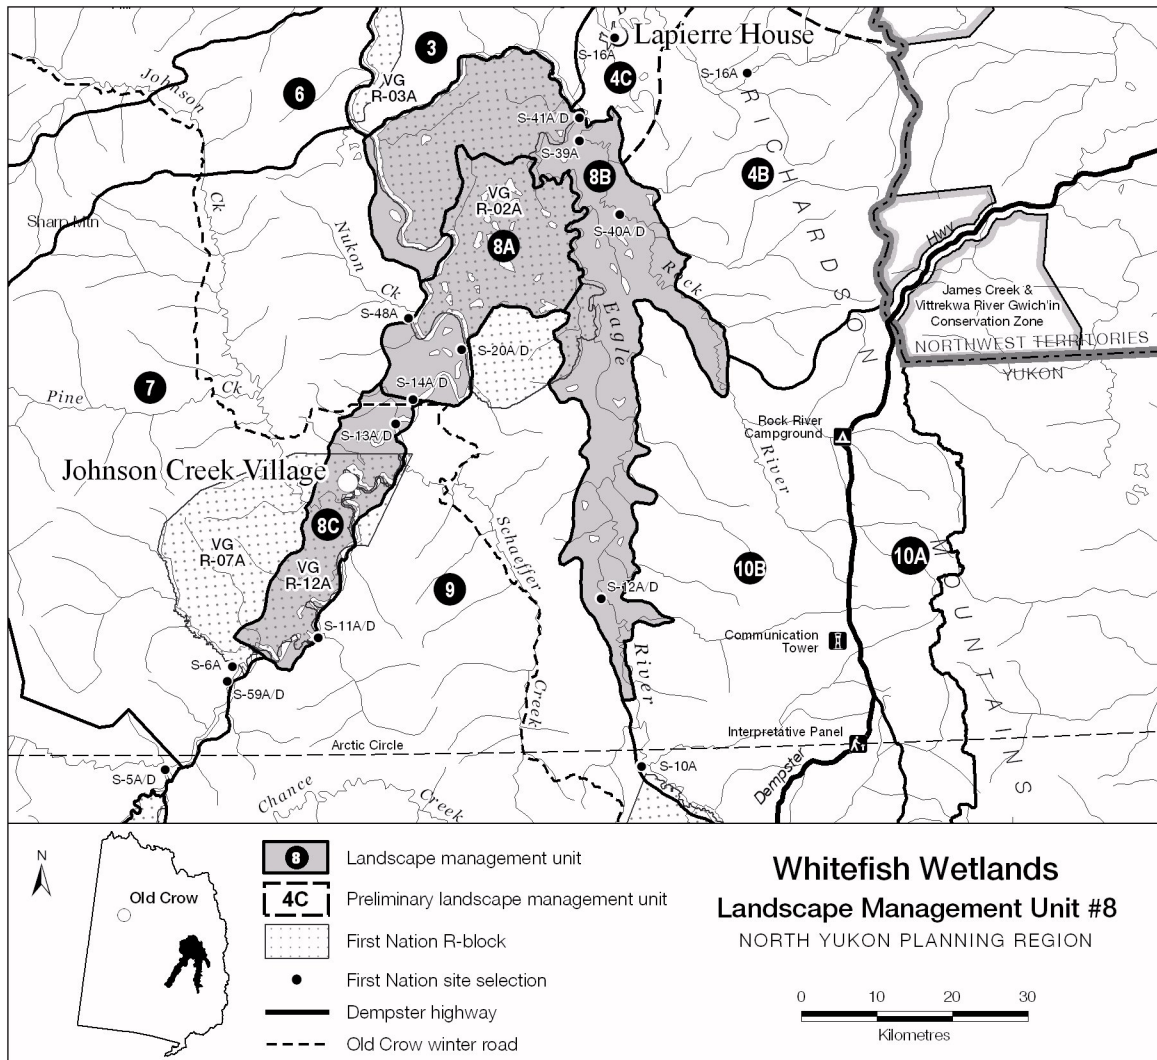 Lapierre House
S-16A
3
4C
S-16A
VG
R-03A
6
Johnson
Ck
S-41A/D
S-39A
8B
4B
VG
R-02A
8A
RICHARDSON
Sharp Mtn
Nukon
Ck
S-40A/D
Rock
Hwy
James Creek &
Vittrekwa River Gwich'in
Conservation Zone
NORTHWEST TERRITORIES
YUKON
S-48A
Eagle
S-20A/D
7
Pine
Ck
S-14A/D
S-13A/D
Rock River
Campground
River
Johnson Creek Village
8C
VG
R-07A
VG
R-12A
Schaeffer
9
10B
10A
MOUNTAINS
S-12A/D
S-11A/D
Communication
Tower
River
S-6A
S-59A/D
Creek
Interpretative Panel
Arctic Circle
S-5A/D
S-10A
Dempster
Chance
Creek
N
Old Crow
8 Landscape management unit
4C Preliminary landscape management unit
First Nation R-block
First Nation site selection
Dempster highway
Old Crow winter road
Whitefish Wetlands
Landscape Management Unit #8
NORTH YUKON PLANNING REGION
0 10 20 30
Kilometres